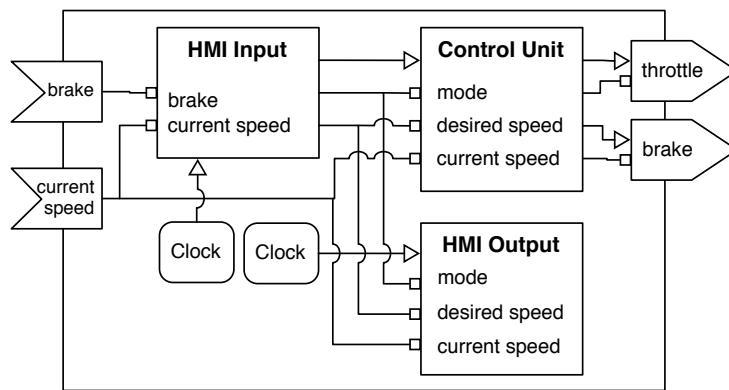 brake
current
speed
HMI Input
brake
current speed
Clock
Clock
Control Unit
mode
desired speed
current speed
HMI Output
mode
desired speed
current speed
throttle
brake